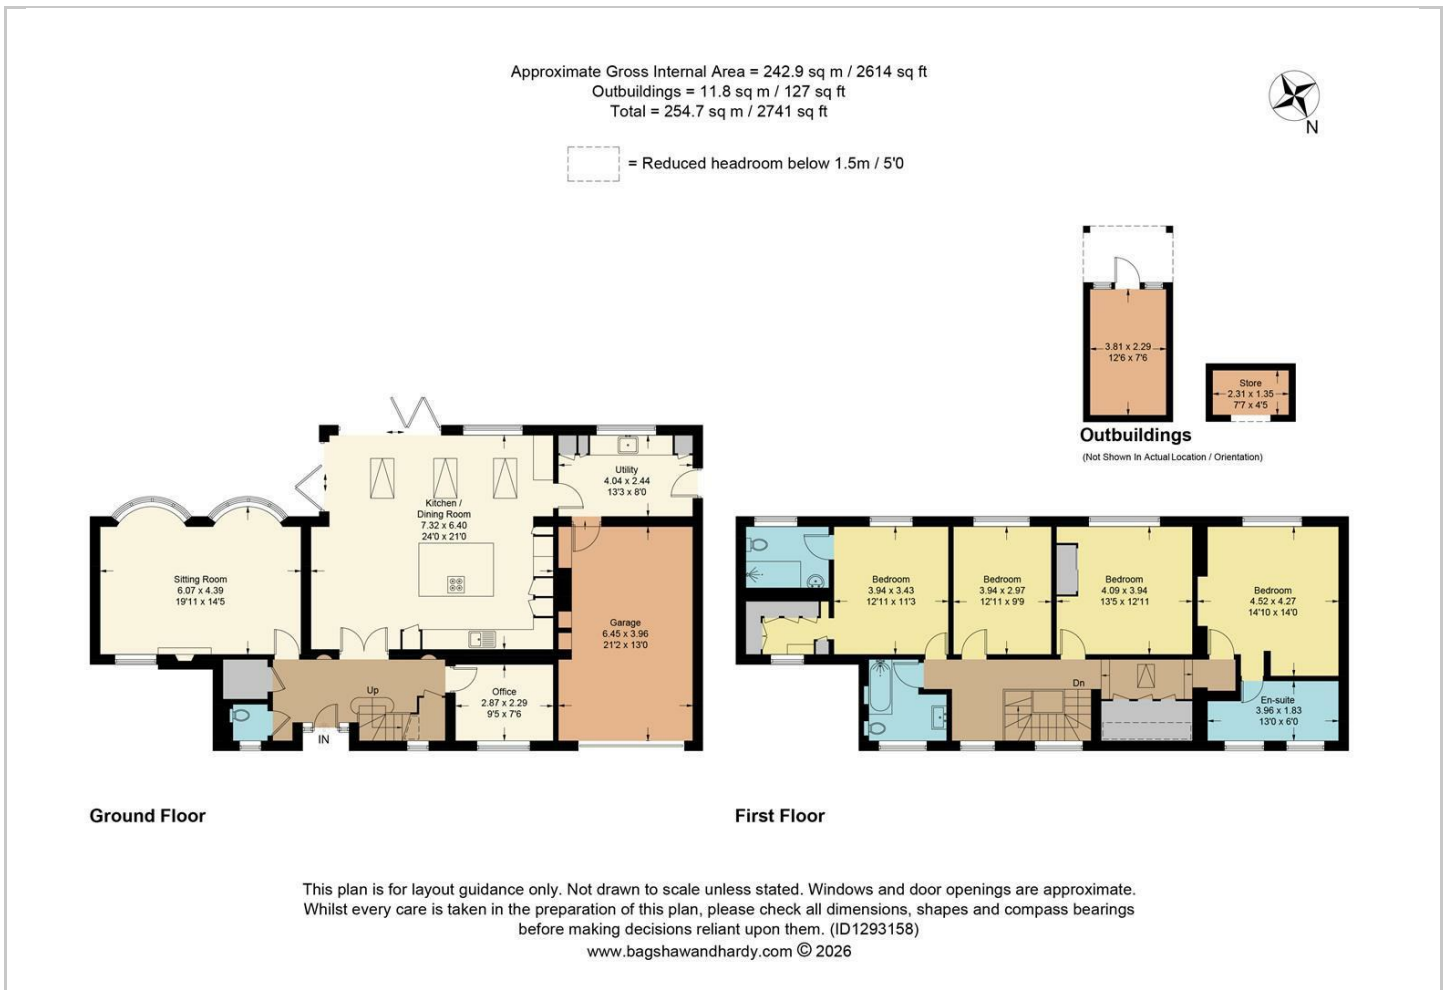 Approximate Gross Internal Area = 242.9 sq m / 2614 sq ft
Outbuildings = 11.8 sq m / 127 sq ft
Total = 254.7 sq m / 2741 sq ft
= Reduced headroom below 1.5m / 5'0
N
3.81 x 2.29
12'6 x 7'6
Store
2.31 x 1.35
7'7 x 4'5
Outbuildings
(Not Shown In Actual Location / Orientation)
Utility
4.04 x 2.44
13'3 x 8'0
Kitchen /
Dining Room
7.32 x 6.40
24'0 x 21'0
Sitting Room
6.07 x 4.39
19'11 x 14'5
Garage
6.45 x 3.96
21'2 x 13'0
Up
Office
2.87 x 2.29
9'5 x 7'6
IN
Ground Floor
Bedroom
3.94 x 3.43
12'11 x 11'3
Bedroom
3.94 x 2.97
12'11 x 9'9
Bedroom
4.09 x 3.94
13'5 x 12'11
Bedroom
4.52 x 4.27
14'10 x 14'0
Dn
En-suite
3.96 x 1.83
13'0 x 6'0
First Floor
This plan is for layout guidance only. Not drawn to scale unless stated. Windows and door openings are approximate.
Whilst every care is taken in the preparation of this plan, please check all dimensions, shapes and compass bearings
before making decisions reliant upon them. (ID1293158)
www.bagshawandhardy.com © 2026